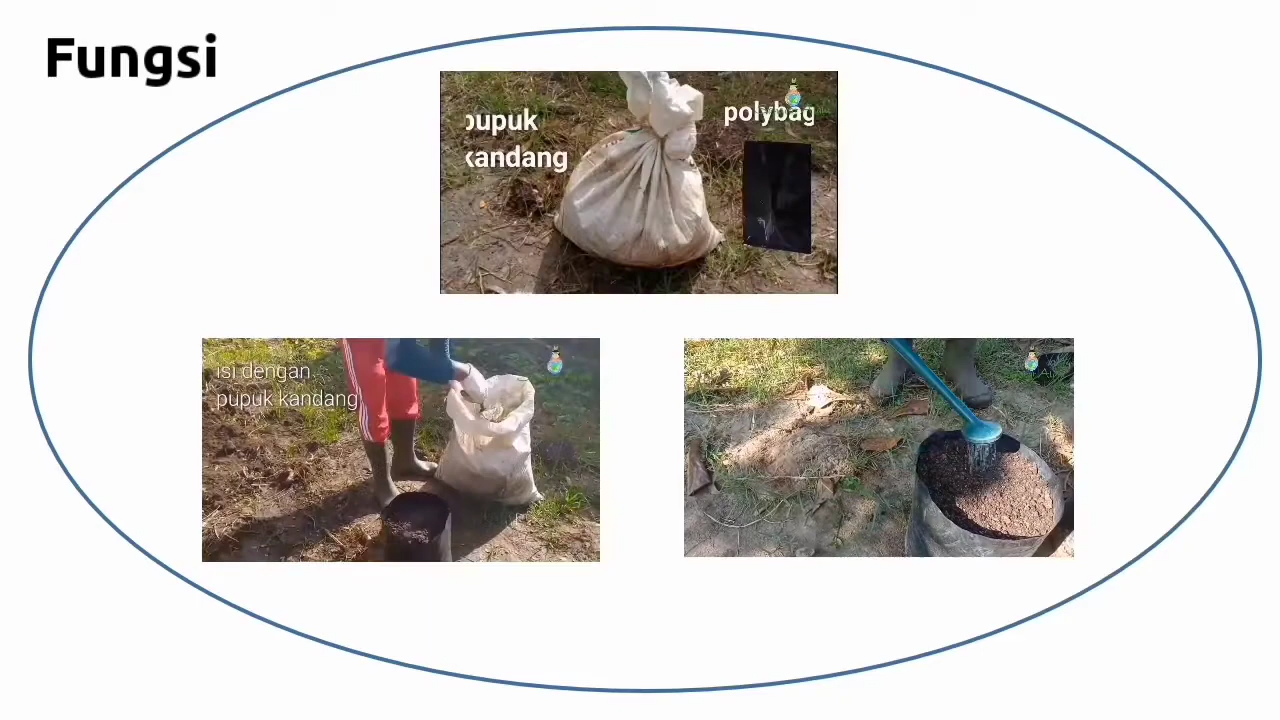 Fungsi
pupuk
kandang
polybag
isi dengan
pupuk kandang